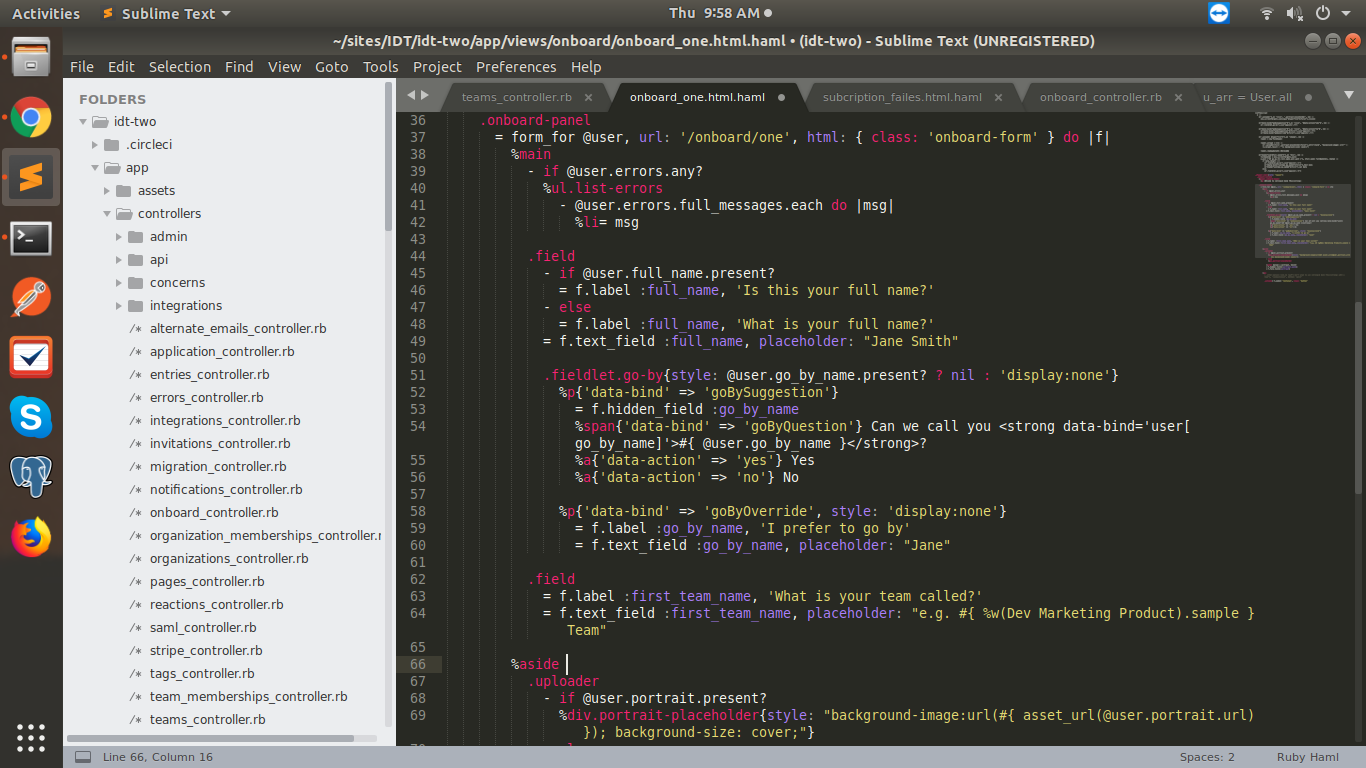 Activities Sublime Text Thu 9:58 AM
~/sites/IDT/idt-two/app/views/onboard/onboard_one.html.haml • (idt-two) - Sublime Text (UNREGISTERED)
File Edit Selection Find View Goto Tools Project Preferences Help
FOLDERS
idt-two
.circleci
app
assets
controllers
admin
api
concerns
integrations
/* alternate_emails_controller.rb
/* application_controller.rb
/* entries_controller.rb
/* errors_controller.rb
/* integrations_controller.rb
/* invitations_controller.rb
/* migration_controller.rb
/* notifications_controller.rb
/* onboard_controller.rb
/* organization_memberships_controller.r
/* organizations_controller.rb
/* pages_controller.rb
/* reactions_controller.rb
/* saml_controller.rb
/* stripe_controller.rb
/* tags_controller.rb
/* team_memberships_controller.rb
/* teams_controller.rb
teams_controller.rb × onboard_one.html.haml subcription_failes.html.haml × onboard_controller.rb × u_arr = User.all
36 .onboard-panel
37 = form_for @user, url: '/onboard/one', html: { class: 'onboard-form' } do |f|
38 %main
39 - if @user.errors.any?
40 %ul.list-errors
41 - @user.errors.full_messages.each do |msg|
42 %li= msg
43
44 .field
45 - if @user.full_name.present?
46 = f.label :full_name, 'Is this your full name?'
47 - else
48 = f.label :full_name, 'What is your full name?'
49 = f.text_field :full_name, placeholder: "Jane Smith"
50
51 .fieldlet.go-by{style: @user.go_by_name.present? ? nil : 'display:none'}
52 %p{'data-bind' => 'goBySuggestion'}
53 = f.hidden_field :go_by_name
54 %span{'data-bind' => 'goByQuestion'} Can we call you <strong data-bind='user[
go_by_name]'>#{ @user.go_by_name }</strong>?
55 %a{'data-action' => 'yes'} Yes
56 %a{'data-action' => 'no'} No
57
58 %p{'data-bind' => 'goByOverride', style: 'display:none'}
59 = f.label :go_by_name, 'I prefer to go by'
60 = f.text_field :go_by_name, placeholder: "Jane"
61
62 .field
63 = f.label :first_team_name, 'What is your team called?'
64 = f.text_field :first_team_name, placeholder: "e.g. #{ %w(Dev Marketing Product).sample }
Team"
65
66 %aside
67 .uploader
68 - if @user.portrait.present?
69 %div.portrait-placeholder{style: "background-image:url(#{ asset_url(@user.portrait.url)
}); background-size: cover;"}
Line 66, Column 16 Spaces: 2 Ruby Haml